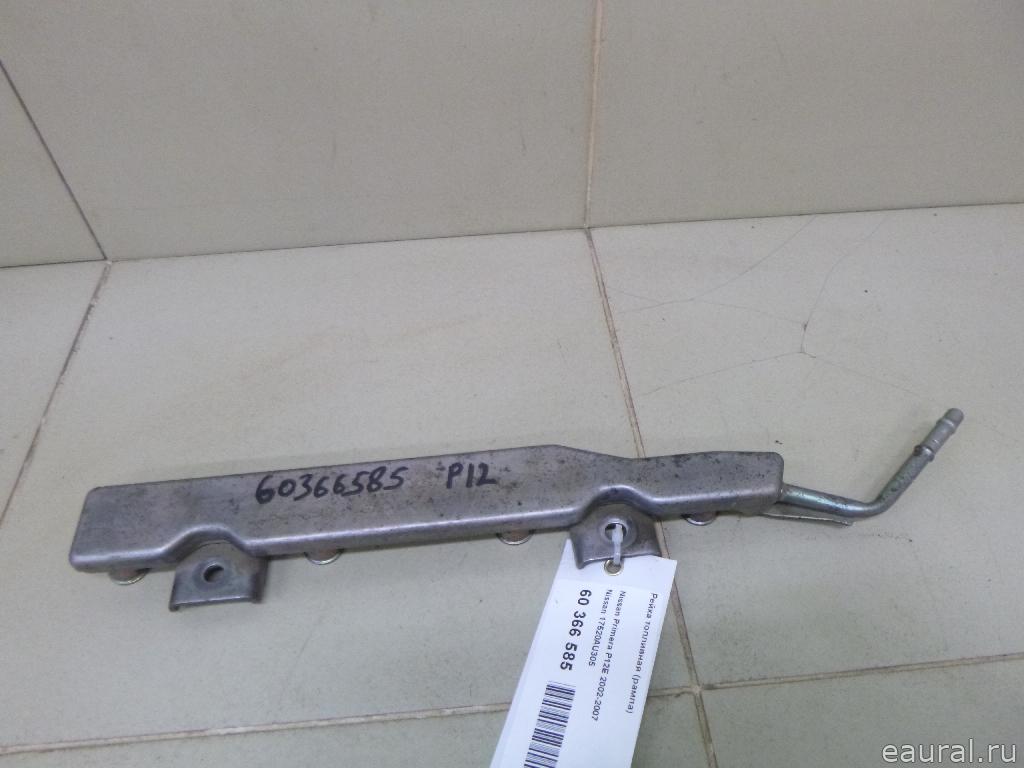 60366585 P12
Рейка топливная (рампа)
Nissan Primera P12E 2002-2007
Nissan 17520AU305
60 366 585
eaural.ru